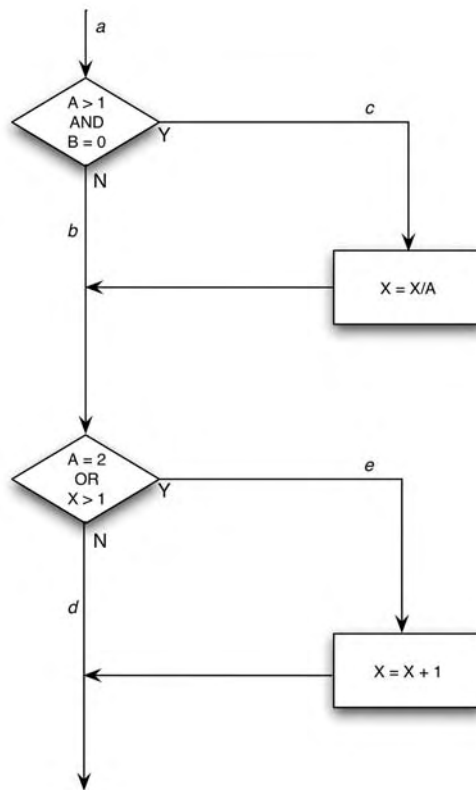 a
A > 1
AND
B = 0
Y
c
N
b
X = X/A
A = 2
OR
X > 1
Y
e
N
d
X = X + 1